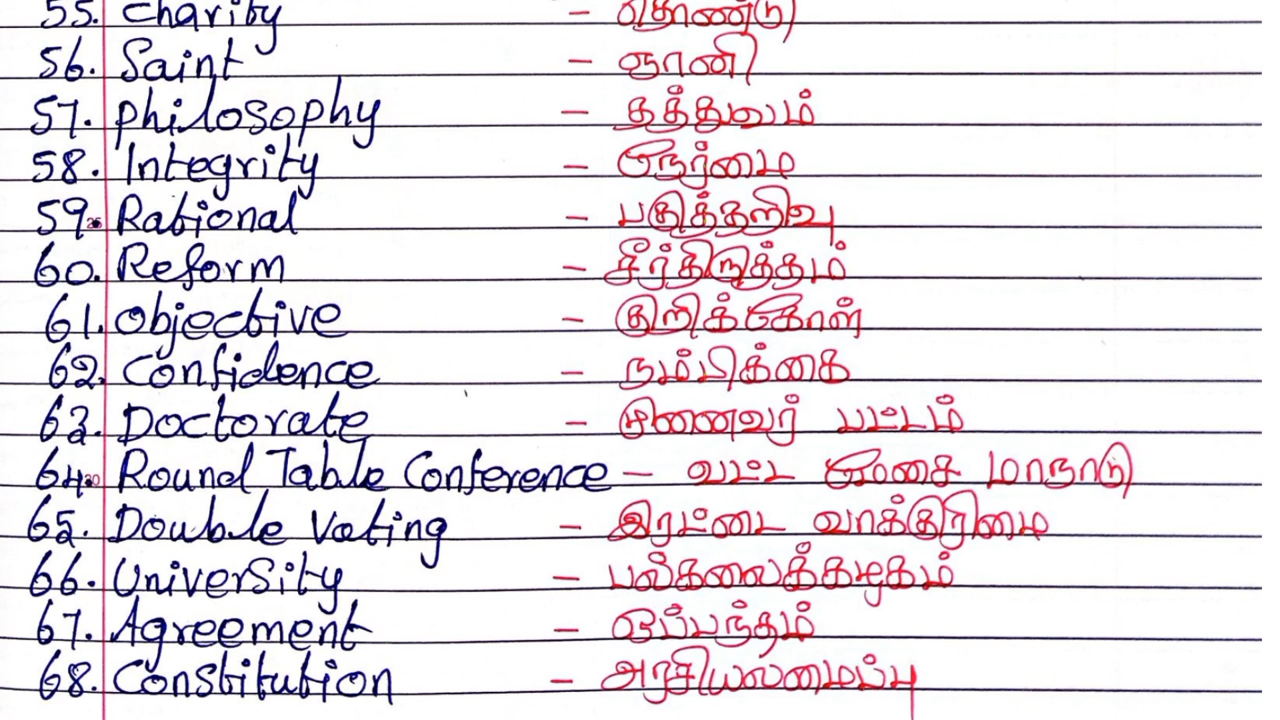 55. Charity - தொண்டு
56. Saint - ஞானி
57. philosophy - தத்துவம்
58. Integrity - நேர்மை
59. Rational - பகுத்தறிவு
60. Reform - சீர்திருத்தம்
61. objective - குறிக்கோள்
62. Confidence - நம்பிக்கை
63. Doctorate - முனைவர் பட்டம்
64. Round Table Conference - வட்ட மேசை மாநாடு
65. Double Voting - இரட்டை வாக்குரிமை
66. University - பல்கலைக்கழகம்
67. Agreement - ஒப்பந்தம்
68. Constitution - அரசியலமைப்பு